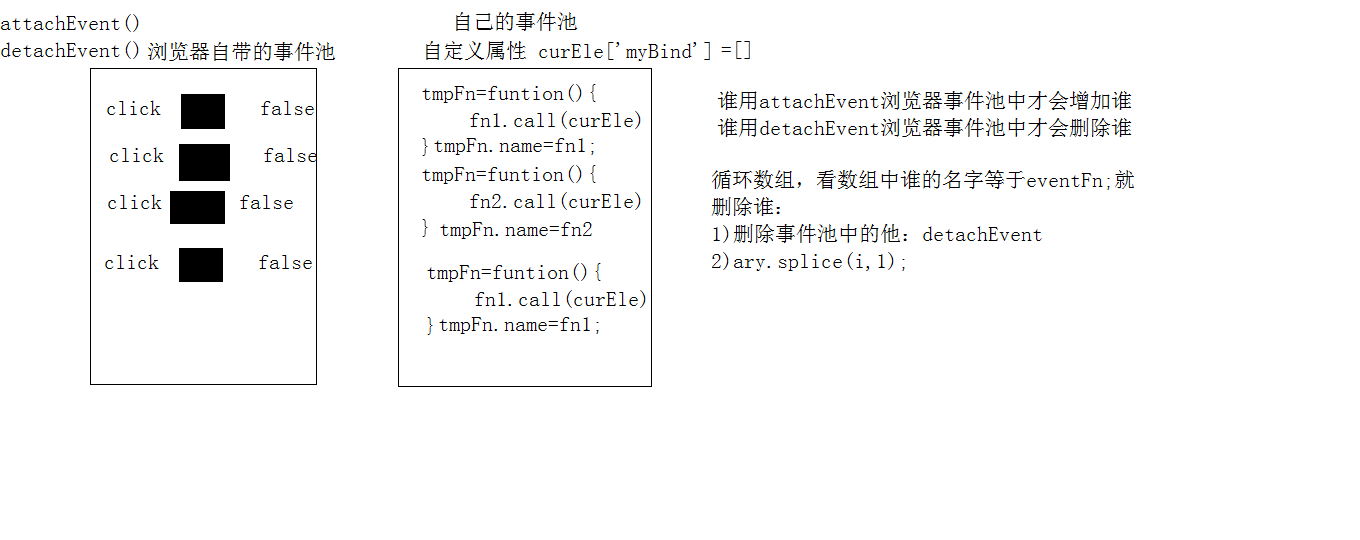 attachEvent()
detachEvent() 浏览器自带的事件池
click false
click false
click false
click false
自己的事件池
自定义属性 curEle['myBind'] =[]
tmpFn=funtion(){
fn1.call(curEle)
}tmpFn.name=fn1;
tmpFn=funtion(){
fn2.call(curEle)
} tmpFn.name=fn2
tmpFn=funtion(){
fn1.call(curEle)
}tmpFn.name=fn1;
谁用attachEvent浏览器事件池中才会增加谁
谁用detachEvent浏览器事件池中才会删除谁
循环数组，看数组中谁的名字等于eventFn;就
删除谁：
1)删除事件池中的他：detachEvent
2)ary.splice(i,1);